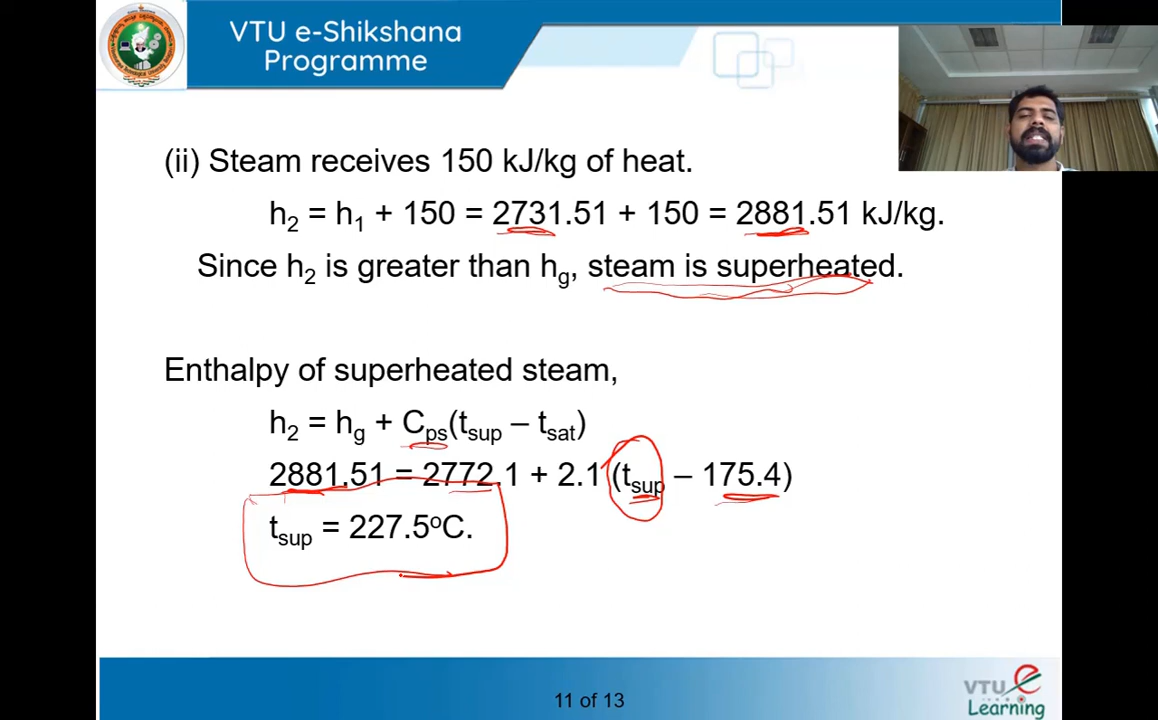 VTU e-Shikshana
Programme
(ii) Steam receives 150 kJ/kg of heat.
h₂ = h₁ + 150 = 2731.51 + 150 = 2881.51 kJ/kg.
Since h₂ is greater than hg, steam is superheated.
Enthalpy of superheated steam,
h₂ = hg + Cps(tsup – tsat)
2881.51 = 2772.1 + 2.1 (tsup – 175.4)
tsup = 227.5ºC.
11 of 13
VTU e
Learning